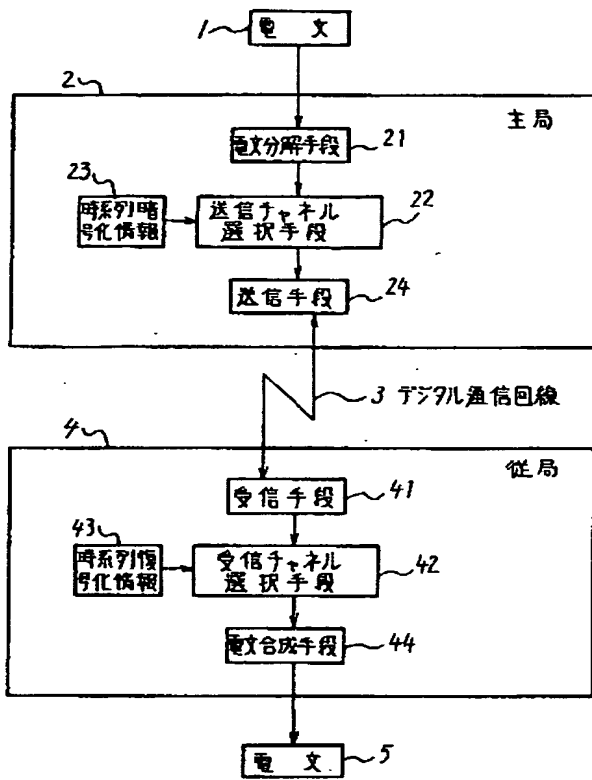 1 電文
2 主局
電文分解手段 21
23
時系列暗
号化情報
送信チャネル
選択手段
22
送信手段 24
3 デジタル通信回線
4 従局
受信手段 41
43
時系列復
号化情報
受信チャネル
選択手段
42
電文合成手段 44
電文 5